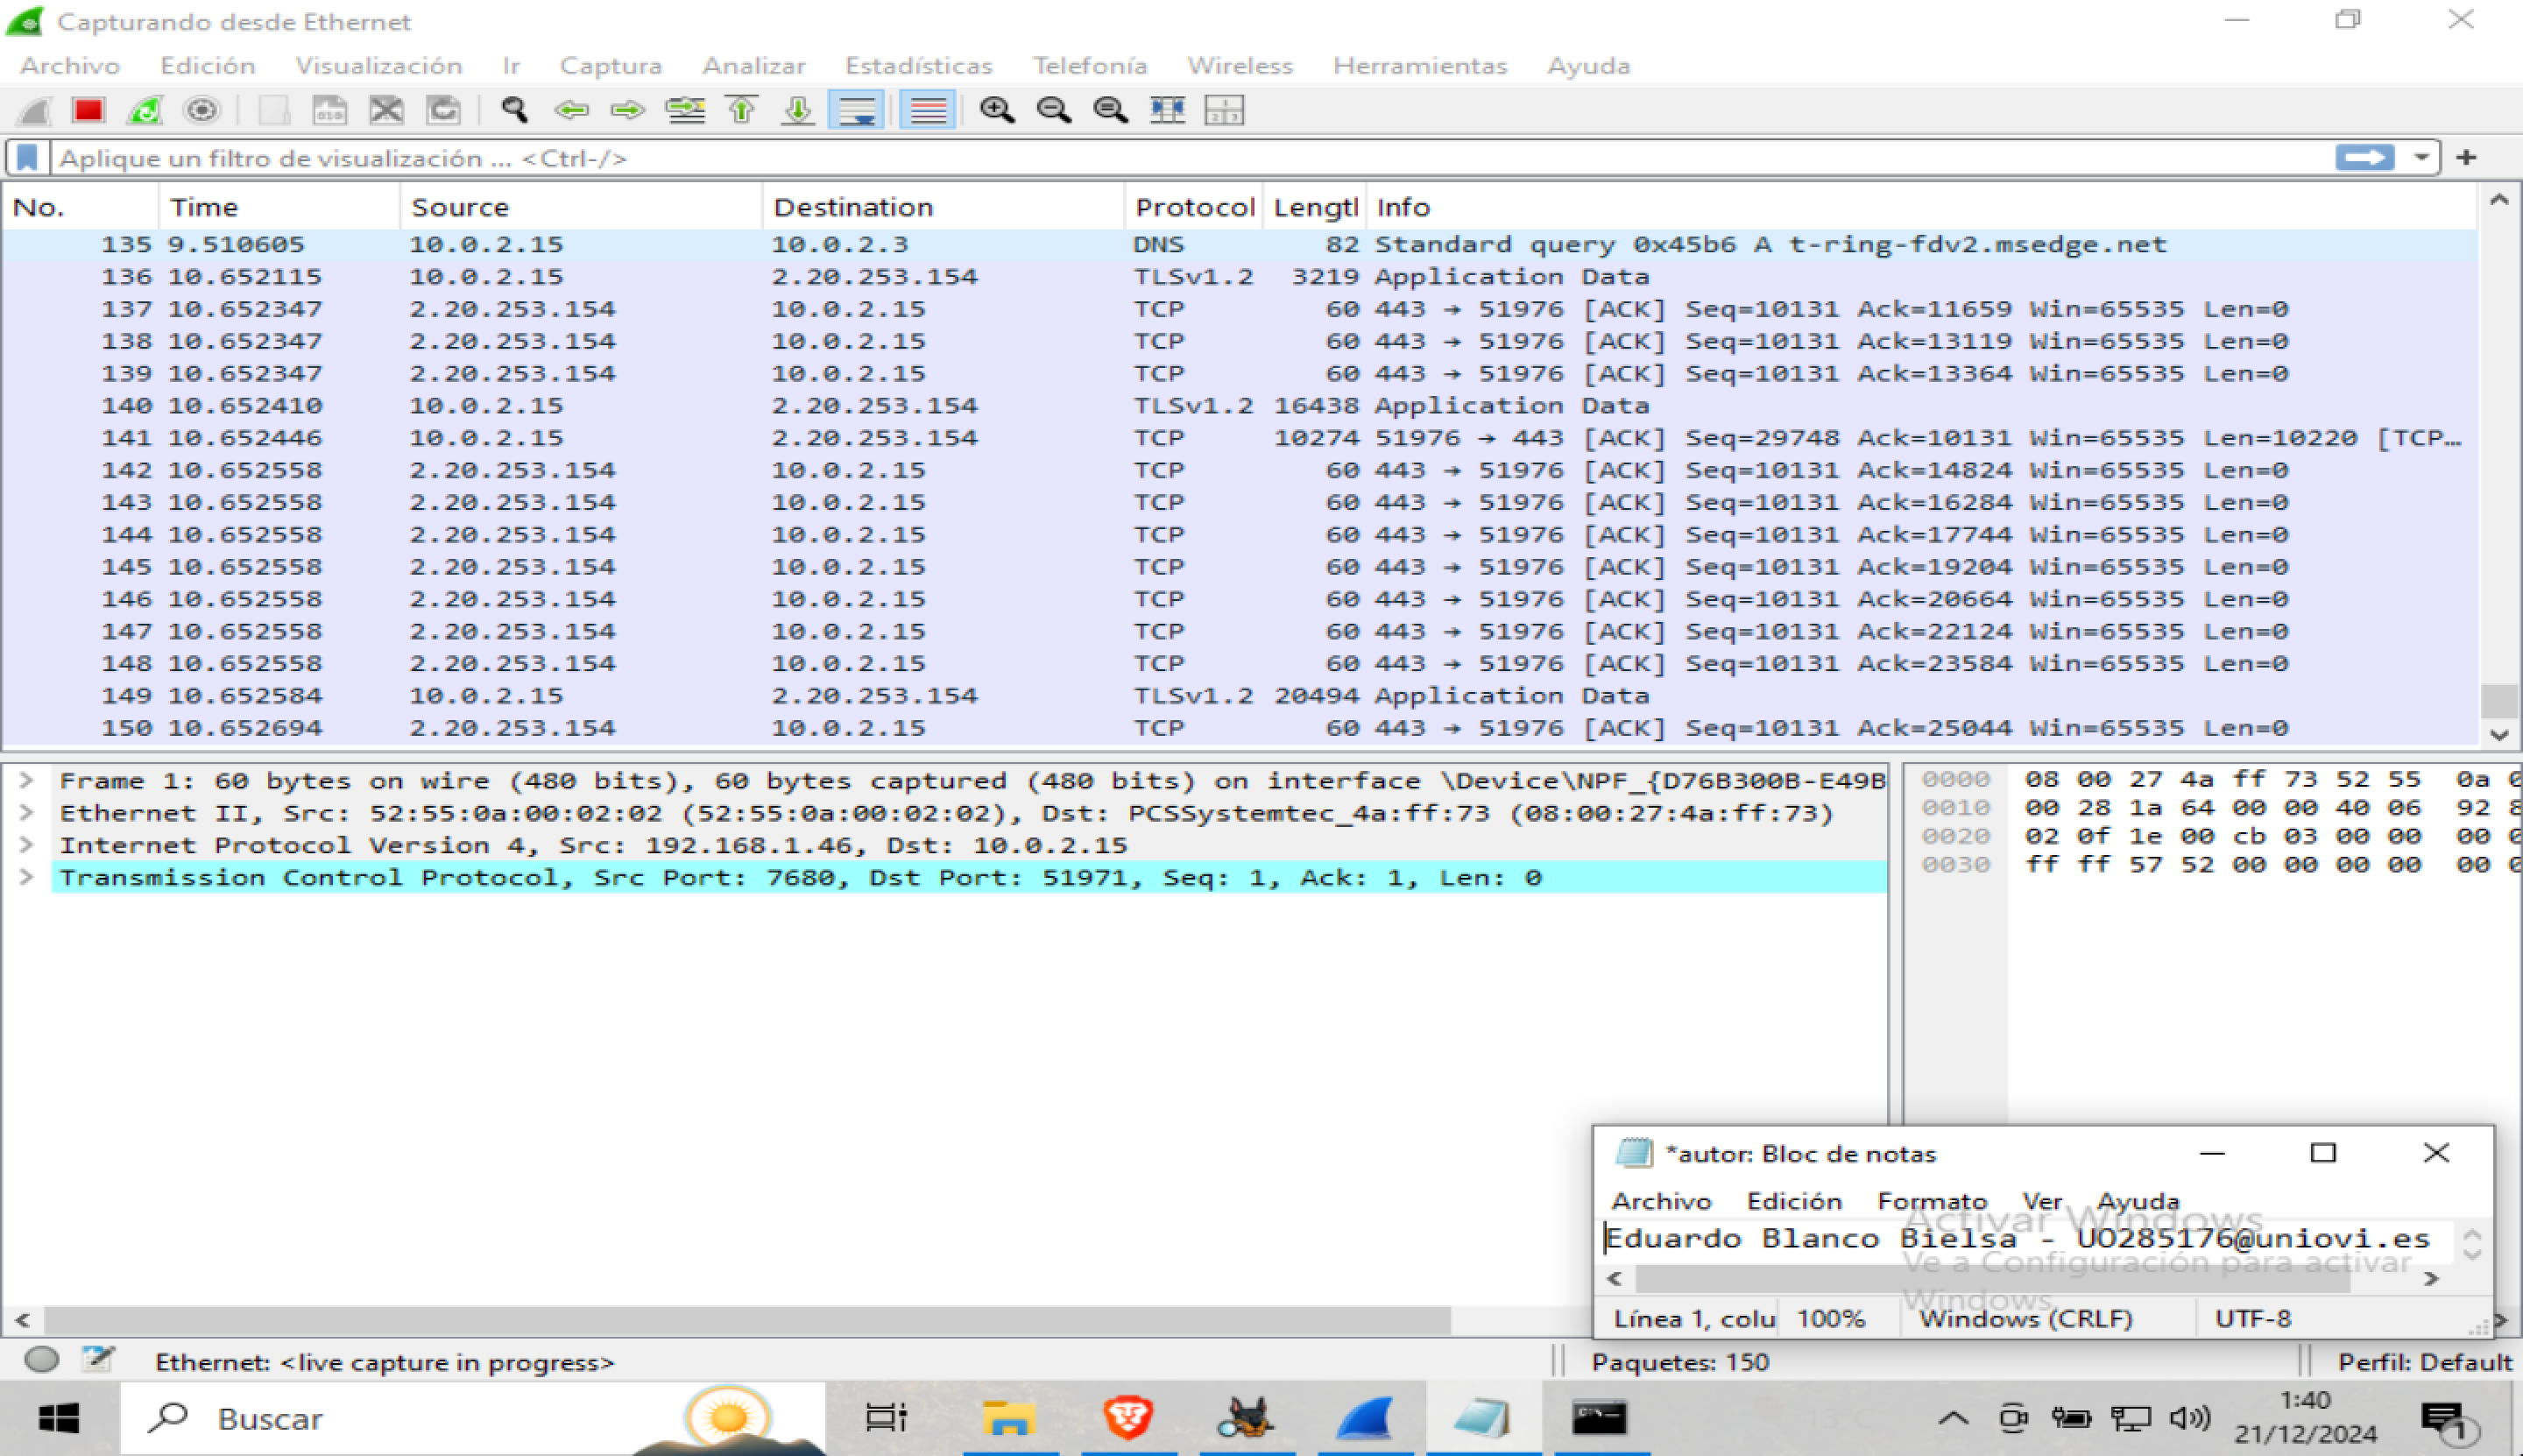 Capturando desde Ethernet
Archivo Edición Visualización Ir Captura Analizar Estadísticas Telefonía Wireless Herramientas Ayuda
Aplique un filtro de visualización ... <Ctrl-/>
No. Time Source Destination Protocol Lengtl Info
135 9.510605 10.0.2.15 10.0.2.3 DNS 82 Standard query 0x45b6 A t-ring-fdv2.msedge.net
136 10.652115 10.0.2.15 2.20.253.154 TLSv1.2 3219 Application Data
137 10.652347 2.20.253.154 10.0.2.15 TCP 60 443 → 51976 [ACK] Seq=10131 Ack=11659 Win=65535 Len=0
138 10.652347 2.20.253.154 10.0.2.15 TCP 60 443 → 51976 [ACK] Seq=10131 Ack=13119 Win=65535 Len=0
139 10.652347 2.20.253.154 10.0.2.15 TCP 60 443 → 51976 [ACK] Seq=10131 Ack=13364 Win=65535 Len=0
140 10.652410 10.0.2.15 2.20.253.154 TLSv1.2 16438 Application Data
141 10.652446 10.0.2.15 2.20.253.154 TCP 10274 51976 → 443 [ACK] Seq=29748 Ack=10131 Win=65535 Len=10220 [TCP…
142 10.652558 2.20.253.154 10.0.2.15 TCP 60 443 → 51976 [ACK] Seq=10131 Ack=14824 Win=65535 Len=0
143 10.652558 2.20.253.154 10.0.2.15 TCP 60 443 → 51976 [ACK] Seq=10131 Ack=16284 Win=65535 Len=0
144 10.652558 2.20.253.154 10.0.2.15 TCP 60 443 → 51976 [ACK] Seq=10131 Ack=17744 Win=65535 Len=0
145 10.652558 2.20.253.154 10.0.2.15 TCP 60 443 → 51976 [ACK] Seq=10131 Ack=19204 Win=65535 Len=0
146 10.652558 2.20.253.154 10.0.2.15 TCP 60 443 → 51976 [ACK] Seq=10131 Ack=20664 Win=65535 Len=0
147 10.652558 2.20.253.154 10.0.2.15 TCP 60 443 → 51976 [ACK] Seq=10131 Ack=22124 Win=65535 Len=0
148 10.652558 2.20.253.154 10.0.2.15 TCP 60 443 → 51976 [ACK] Seq=10131 Ack=23584 Win=65535 Len=0
149 10.652584 10.0.2.15 2.20.253.154 TLSv1.2 20494 Application Data
150 10.652694 2.20.253.154 10.0.2.15 TCP 60 443 → 51976 [ACK] Seq=10131 Ack=25044 Win=65535 Len=0
Frame 1: 60 bytes on wire (480 bits), 60 bytes captured (480 bits) on interface \Device\NPF_{D76B300B-E49B
Ethernet II, Src: 52:55:0a:00:02:02 (52:55:0a:00:02:02), Dst: PCSSystemtec_4a:ff:73 (08:00:27:4a:ff:73)
Internet Protocol Version 4, Src: 192.168.1.46, Dst: 10.0.2.15
Transmission Control Protocol, Src Port: 7680, Dst Port: 51971, Seq: 1, Ack: 1, Len: 0
0000 08 00 27 4a ff 73 52 55 0a
0010 00 28 1a 64 00 00 40 06 92
0020 02 0f 1e 00 cb 03 00 00 00
0030 ff ff 57 52 00 00 00 00 00
*autor: Bloc de notas
Archivo Edición Formato Ver Ayuda
Eduardo Blanco Bielsa - UO285176@uniovi.es
Activar Windows
Ve a Configuración para activar
Windows.
Línea 1, colu 100% Windows (CRLF) UTF-8
Ethernet: <live capture in progress> Paquetes: 150 Perfil: Default
Buscar
1:40
21/12/2024
1